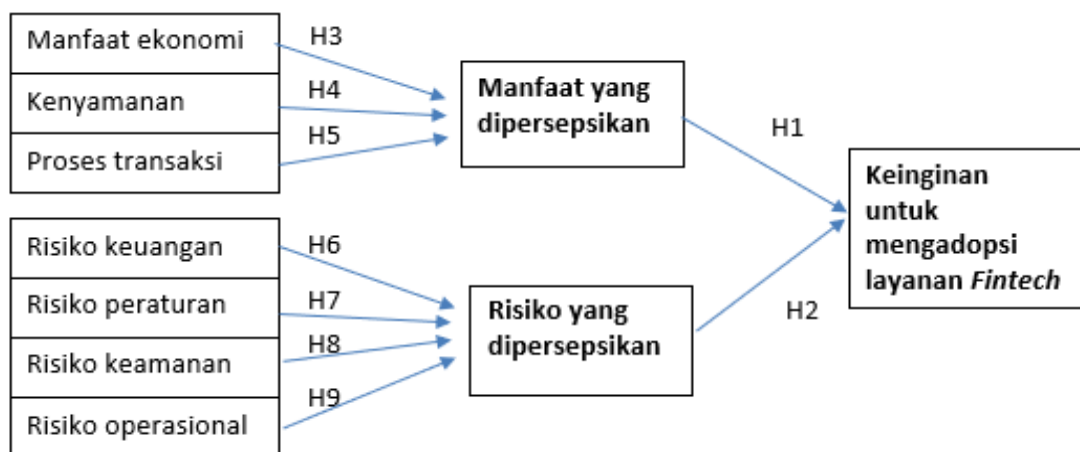 Manfaat ekonomi
Kenyamanan
Proses transaksi
H3
H4
H5
Manfaat yang
dipersepsikan
H1
Risiko keuangan
Risiko peraturan
Risiko keamanan
Risiko operasional
H6
H7
H8
H9
Risiko yang
dipersepsikan
H2
Keinginan
untuk
mengadopsi
layanan Fintech